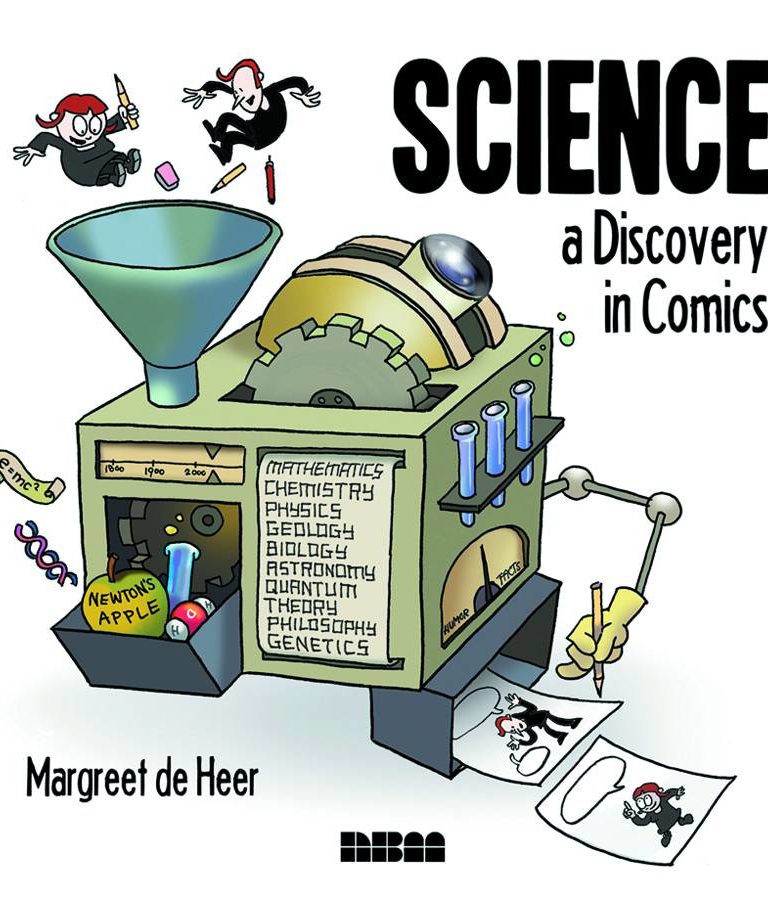 SCIENCE
a Discovery
in Comics
1800 1900 2000
e=mc²
MATHEMATICS
CHEMISTRY
PHYSICS
GEOLOGY
BIOLOGY
ASTRONOMY
QUANTUM
THEORY
PHILOSOPHY
GENETICS
NEWTON'S
APPLE
H O H
HUMOR FACTS
Margreet de Heer
NBM